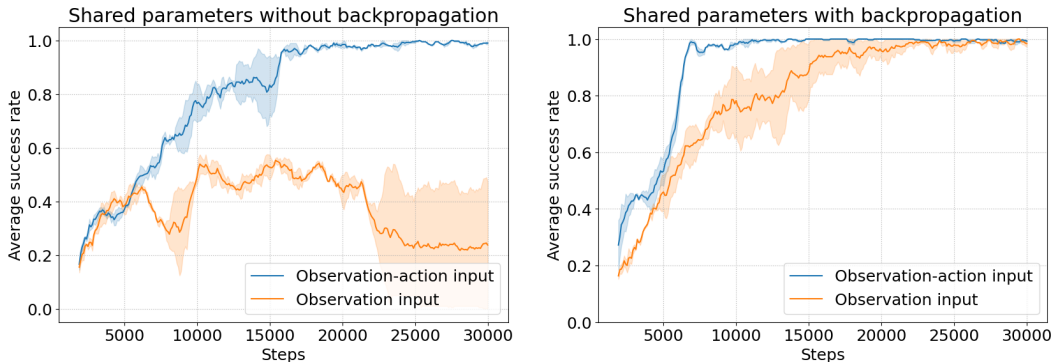 Shared parameters without backpropagation
Average success rate
1.0
0.8
0.6
0.4
0.2
0.0
Observation-action input
Observation input
5000 10000 15000 20000 25000 30000
Steps
Shared parameters with backpropagation
Average success rate
1.0
0.8
0.6
0.4
0.2
0.0
Observation-action input
Observation input
5000 10000 15000 20000 25000 30000
Steps